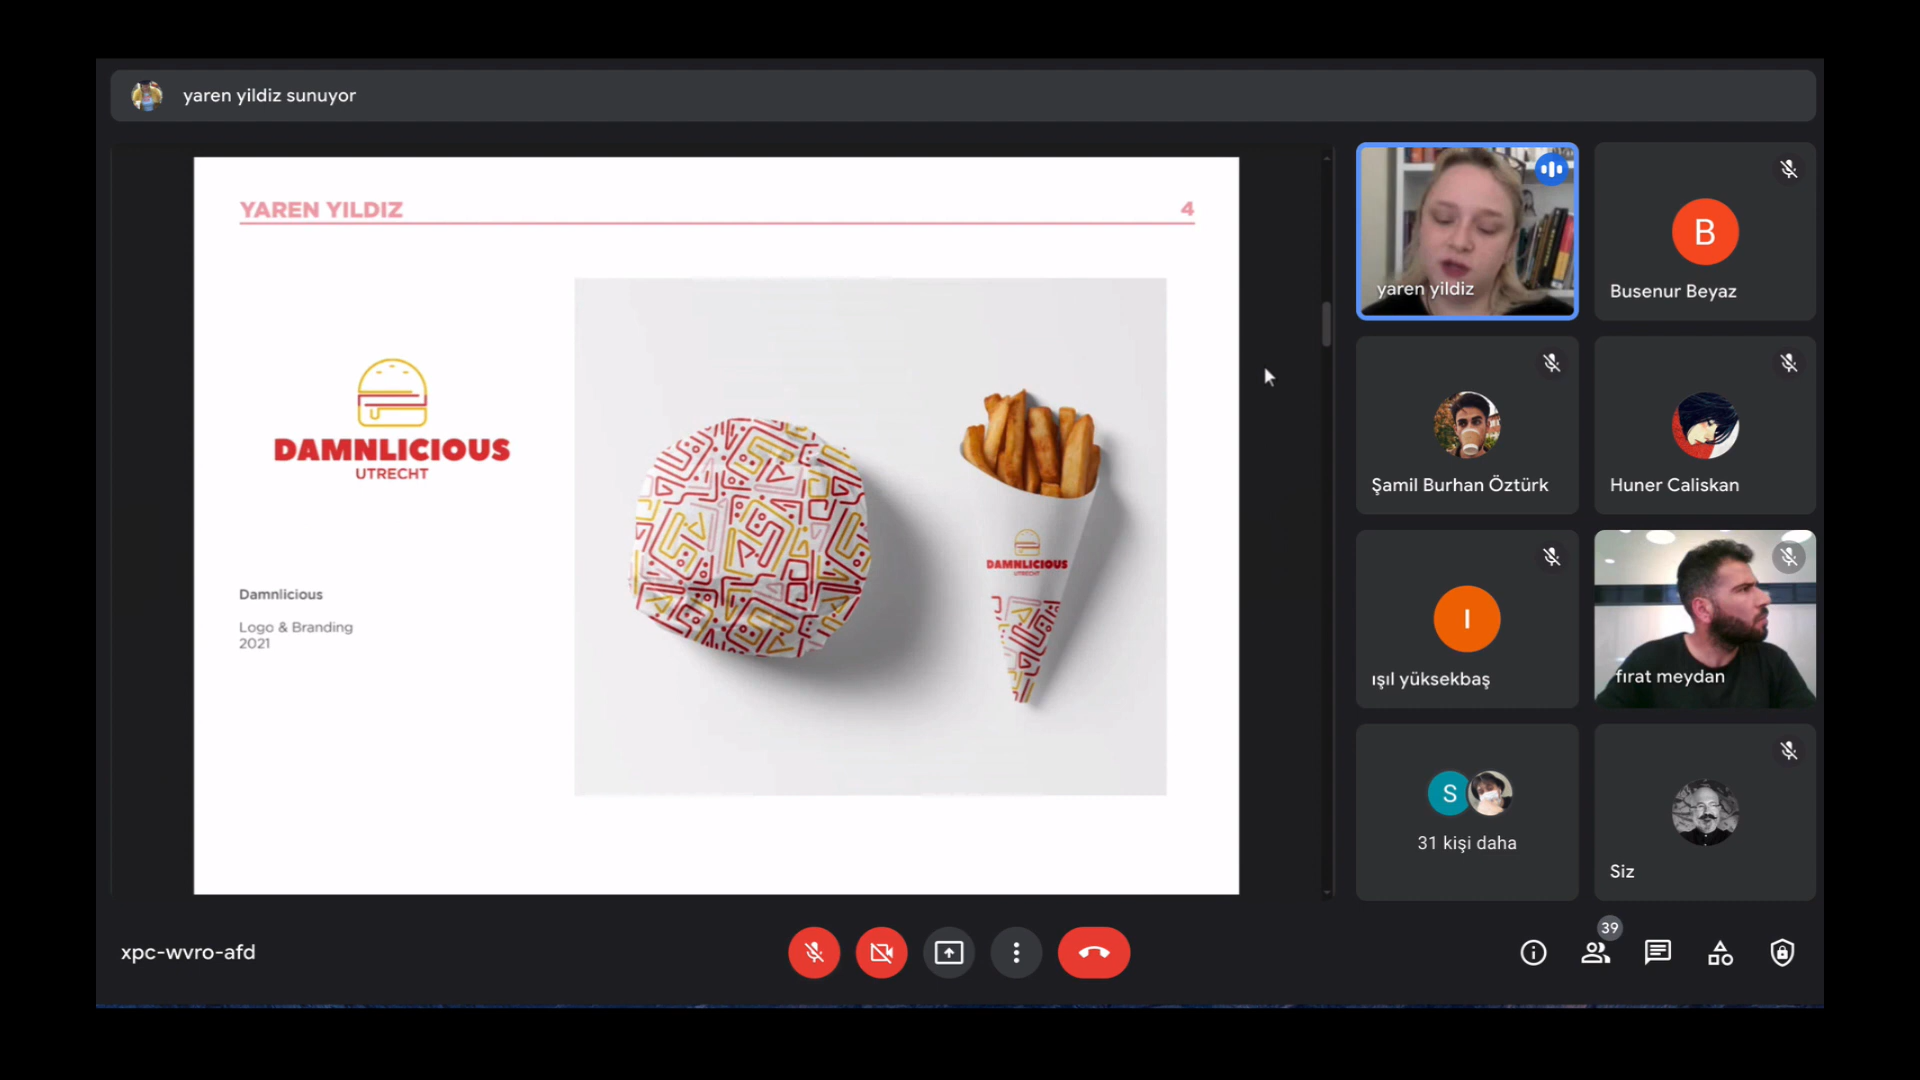 yaren yildiz sunuyor
YAREN YILDIZ
4
DAMNLICIOUS
UTRECHT
Damnlicious
Logo & Branding
2021
DAMNLICIOUS
UTRECHT
yaren yildiz
B
Busenur Beyaz
Şamil Burhan Öztürk
Huner Caliskan
I
ışıl yüksekbaş
fırat meydan
S
31 kişi daha
Siz
xpc-wvro-afd
39